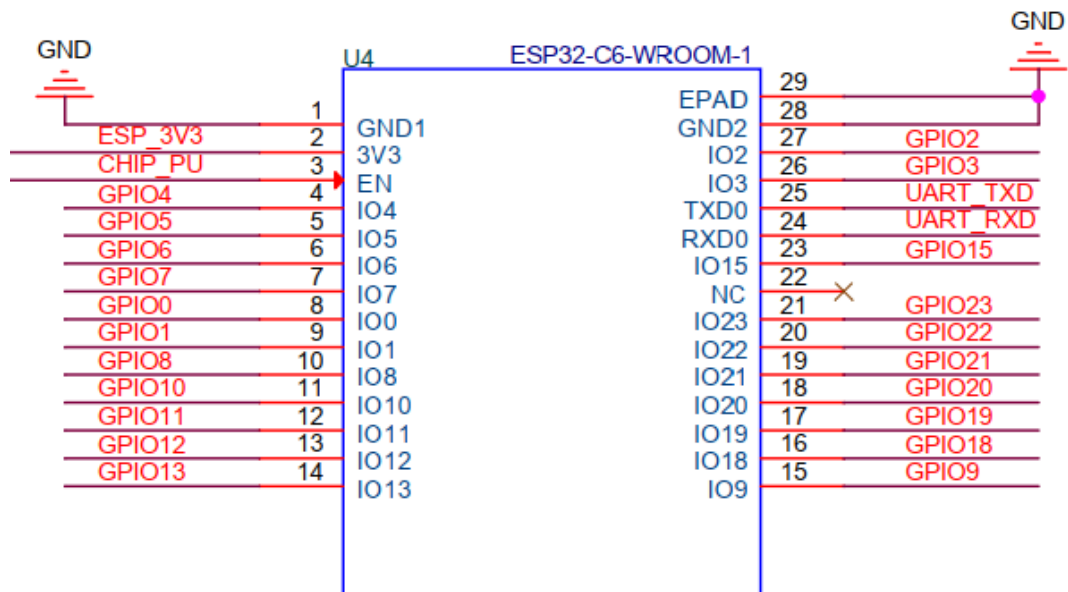 GND
GND
U4
ESP32-C6-WROOM-1
1
GND1
ESP_3V3
2
3V3
CHIP_PU
3
EN
GPIO4
4
IO4
GPIO5
5
IO5
GPIO6
6
IO6
GPIO7
7
IO7
GPIO0
8
IO0
GPIO1
9
IO1
GPIO8
10
IO8
GPIO10
11
IO10
GPIO11
12
IO11
GPIO12
13
IO12
GPIO13
14
IO13
29
EPAD
28
GND2
27
GPIO2
IO2
26
GPIO3
IO3
25
UART_TXD
TXD0
24
UART_RXD
RXD0
23
GPIO15
IO15
22
NC
21
GPIO23
IO23
20
GPIO22
IO22
19
GPIO21
IO21
18
GPIO20
IO20
17
GPIO19
IO19
16
GPIO18
IO18
15
GPIO9
IO9